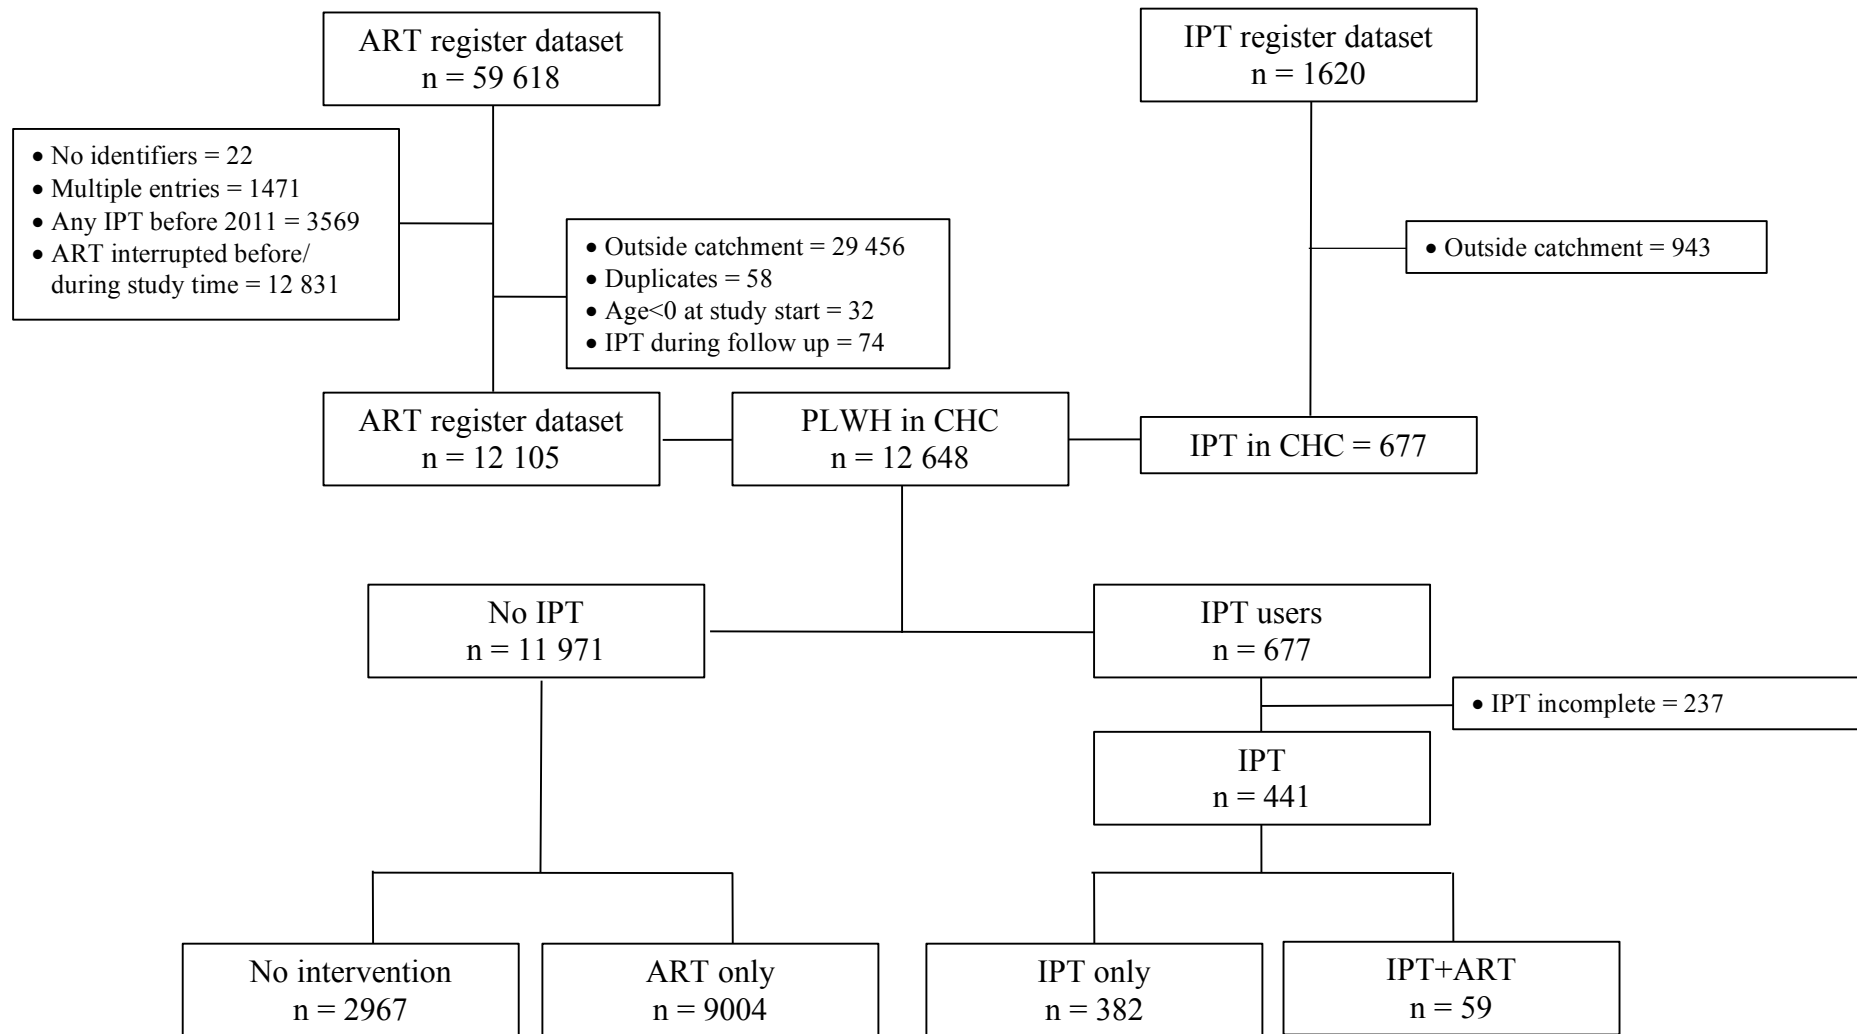 ART register dataset
n = 59 618
IPT register dataset
n = 1620
• No identifiers = 22
• Multiple entries = 1471
• Any IPT before 2011 = 3569
• ART interrupted before/
during study time = 12 831
• Outside catchment = 29 456
• Duplicates = 58
• Age<0 at study start = 32
• IPT during follow up = 74
• Outside catchment = 943
ART register dataset
n = 12 105
PLWH in CHC
n = 12 648
IPT in CHC = 677
No IPT
n = 11 971
IPT users
n = 677
• IPT incomplete = 237
IPT
n = 441
No intervention
n = 2967
ART only
n = 9004
IPT only
n = 382
IPT+ART
n = 59